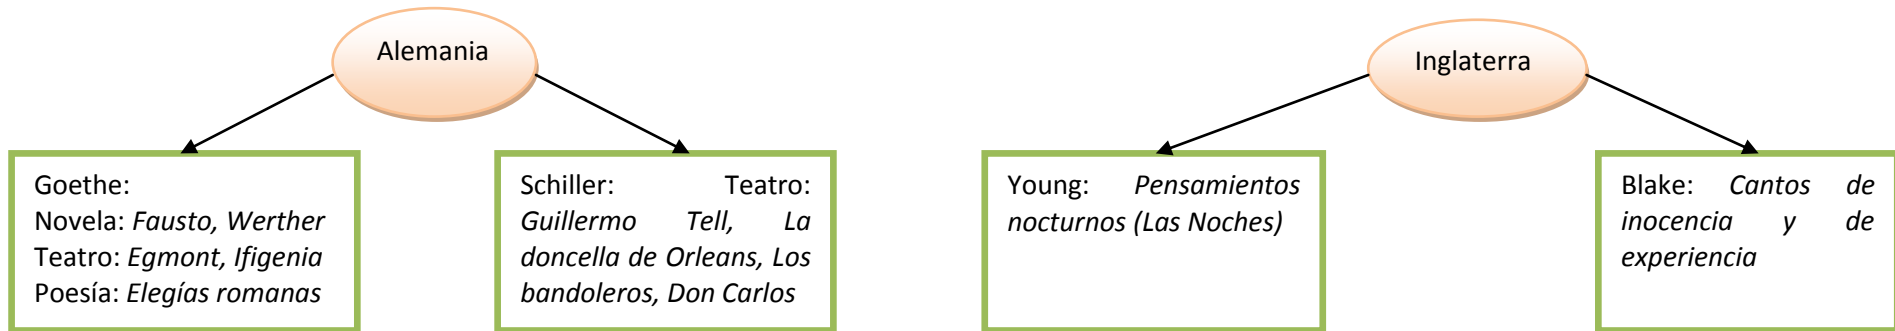 Alemania
Inglaterra
Goethe:
Novela: Fausto, Werther
Teatro: Egmont, Ifigenia
Poesía: Elegías romanas
Schiller: Teatro:
Guillermo Tell, La
doncella de Orleans, Los
bandoleros, Don Carlos
Young: Pensamientos
nocturnos (Las Noches)
Blake: Cantos de
inocencia y de
experiencia